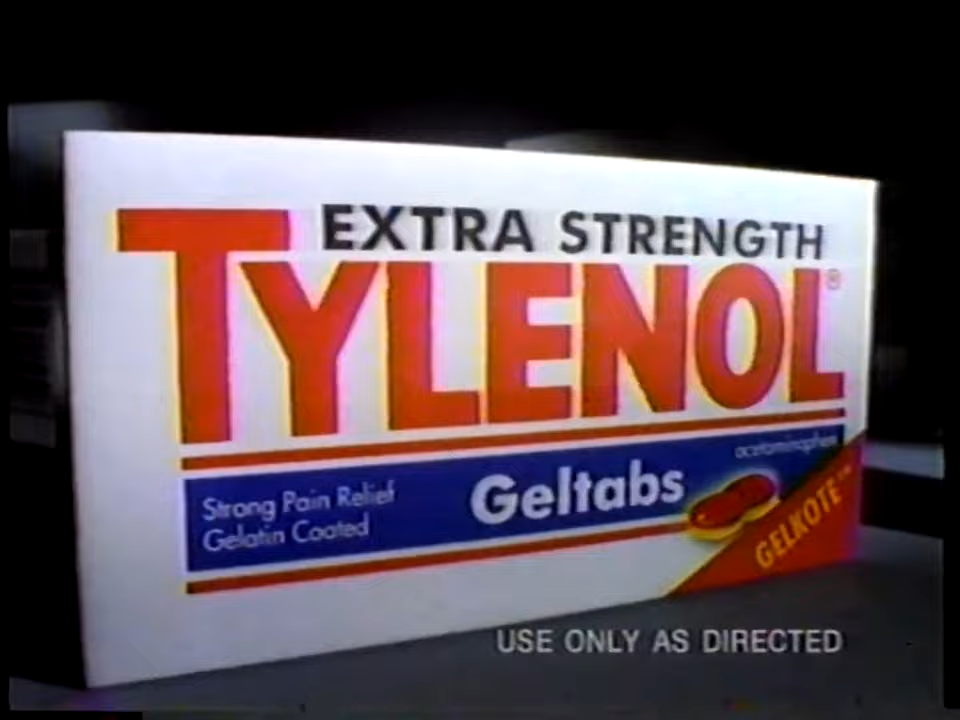 EXTRA STRENGTH
TYLENOL®
acetaminophen
Strong Pain Relief
Gelatin Coated
Geltabs
GELKOTE™
USE ONLY AS DIRECTED